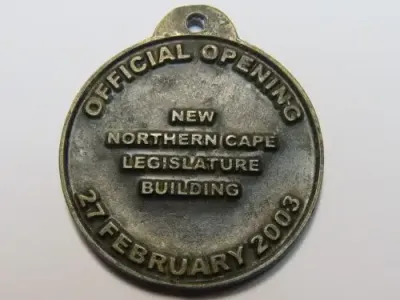 OFFICIAL OPENING
NEW
NORTHERN CAPE
LEGISLATURE
BUILDING
27 FEBRUARY 2003